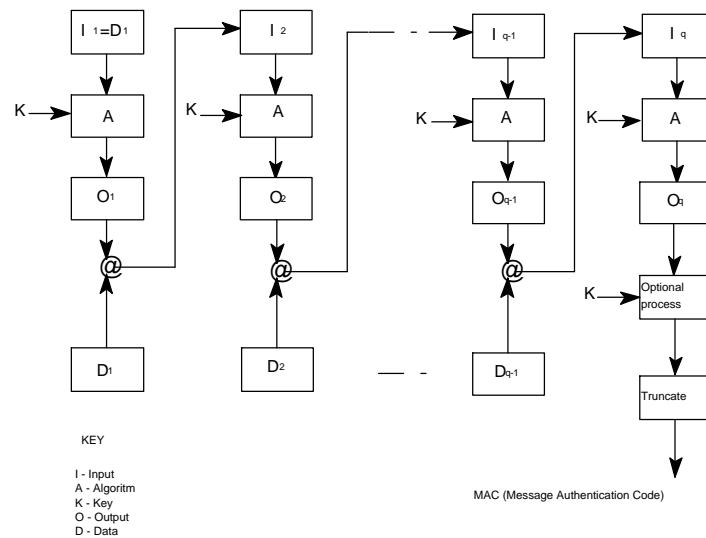 I 1=D1 I 2 I q-1 I q
K A K A K A K A
O1 O2 Oq-1 Oq
@ @ @
K Optional process
D1 D2 Dq-1
Truncate
KEY
I - Input
A - Algoritm
K - Key
O - Output
D - Data
MAC (Message Authentication Code)